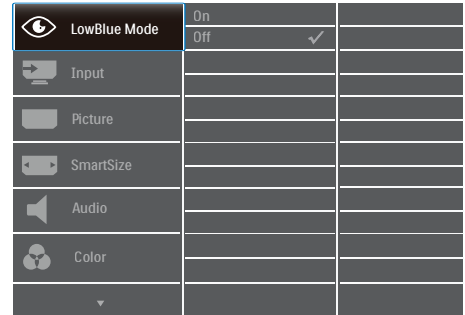 LowBlue Mode
On
Off
Input
Picture
SmartSize
Audio
Color